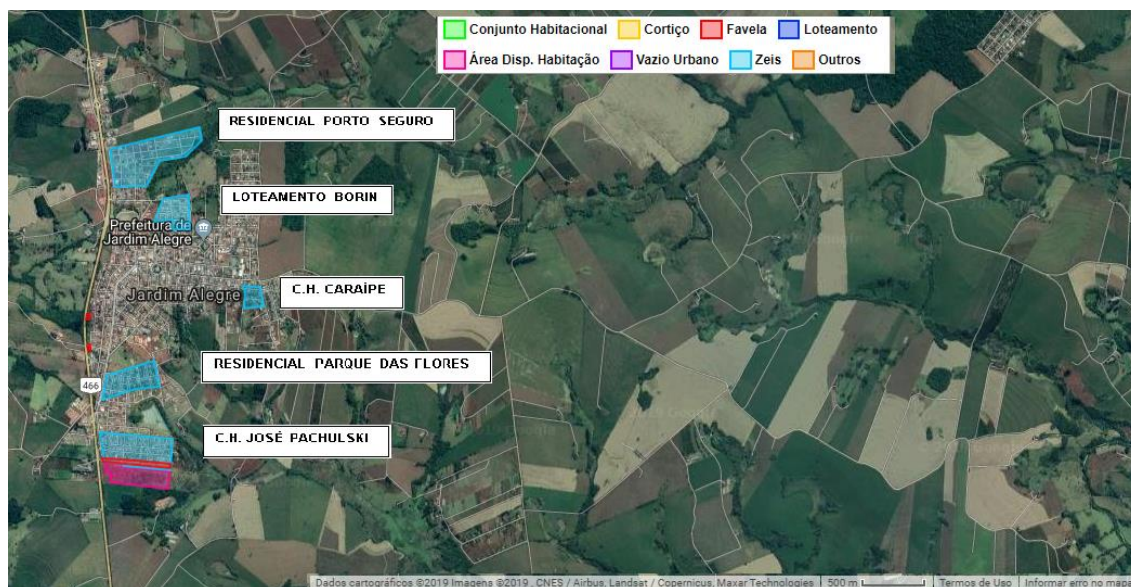 Conjunto Habitacional Cortiço Favela Loteamento
Área Disp. Habitação Vazio Urbano Zeis Outros
RESIDENCIAL PORTO SEGURO
LOTEAMENTO BORIN
Prefeitura de
Jardim Alegre
C.H. CARAÍPE
Jardim Alegre
RESIDENCIAL PARQUE DAS FLORES
466
C.H. JOSÉ PACHULSKI
Dados cartográficos ©2019 Imagens ©2019 , CNES / Airbus, Landsat / Copernicus, Maxar Technologies 500 m Termos de Uso Informar erro no mapa